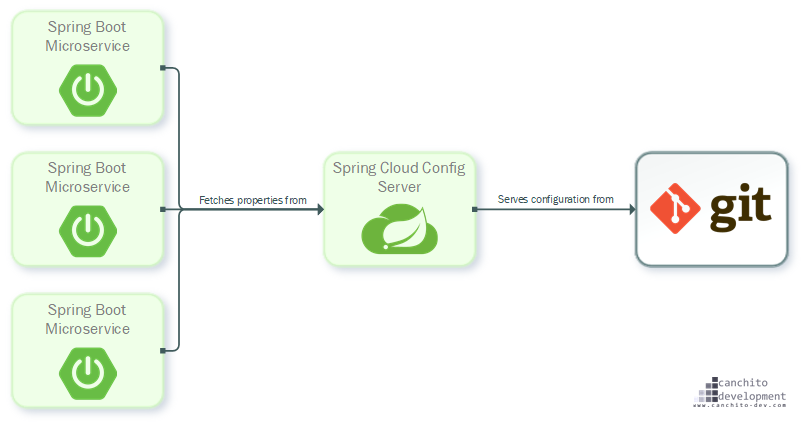 Spring Boot
Microservice
Spring Boot
Microservice
Spring Boot
Microservice
Fetches properties from
Spring Cloud Config
Server
Serves configuration from
git
canchito
development
www.canchito-dev.com